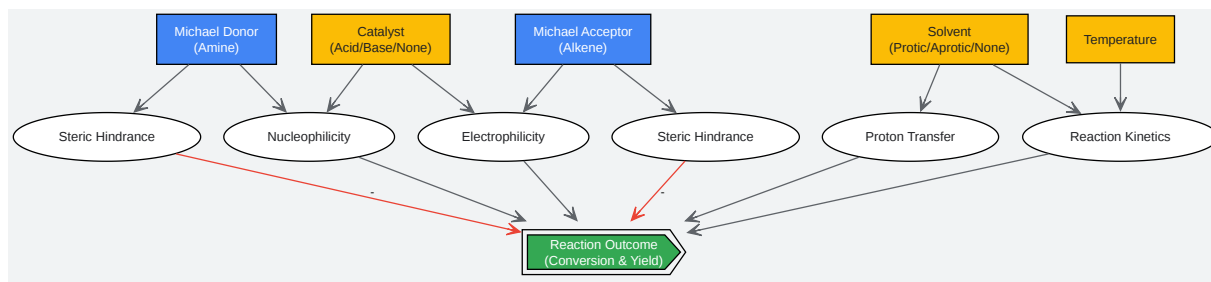 Michael Donor
(Amine)
Catalyst
(Acid/Base/None)
Michael Acceptor
(Alkene)
Solvent
(Protic/Aprotic/None)
Temperature
Steric Hindrance
Nucleophilicity
Electrophilicity
Steric Hindrance
Proton Transfer
Reaction Kinetics
-
-
Reaction Outcome
(Conversion & Yield)